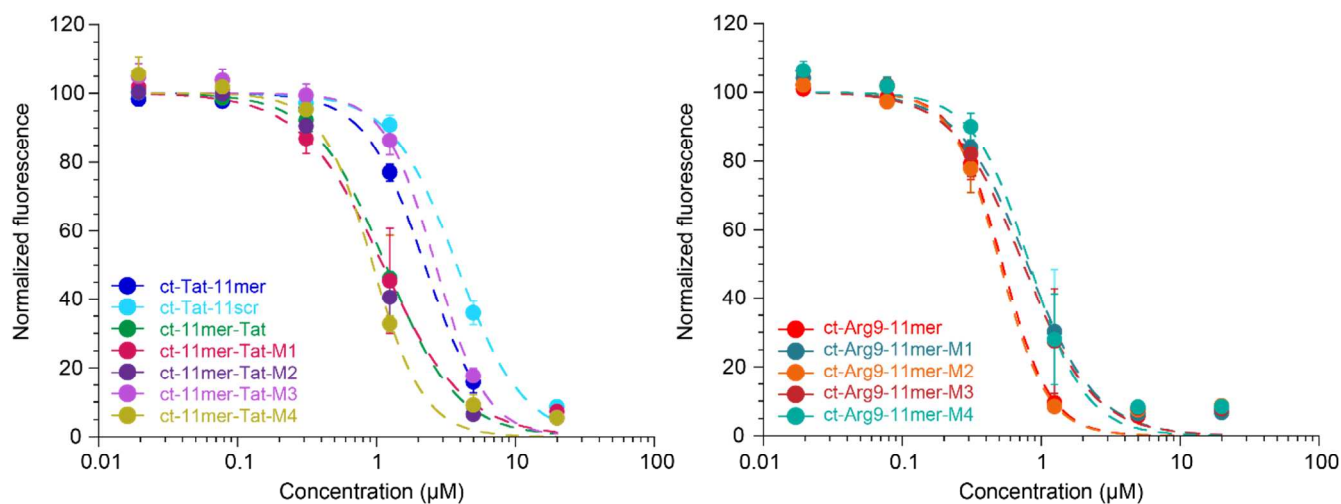 120
100
80
60
40
20
0
Normalized fluorescence
ct-Tat-11mer
ct-Tat-11scr
ct-11mer-Tat
ct-11mer-Tat-M1
ct-11mer-Tat-M2
ct-11mer-Tat-M3
ct-11mer-Tat-M4
0.01 0.1 1 10 100
Concentration (µM)
120
100
80
60
40
20
0
Normalized fluorescence
ct-Arg9-11mer
ct-Arg9-11mer-M1
ct-Arg9-11mer-M2
ct-Arg9-11mer-M3
ct-Arg9-11mer-M4
0.01 0.1 1 10 100
Concentration (µM)